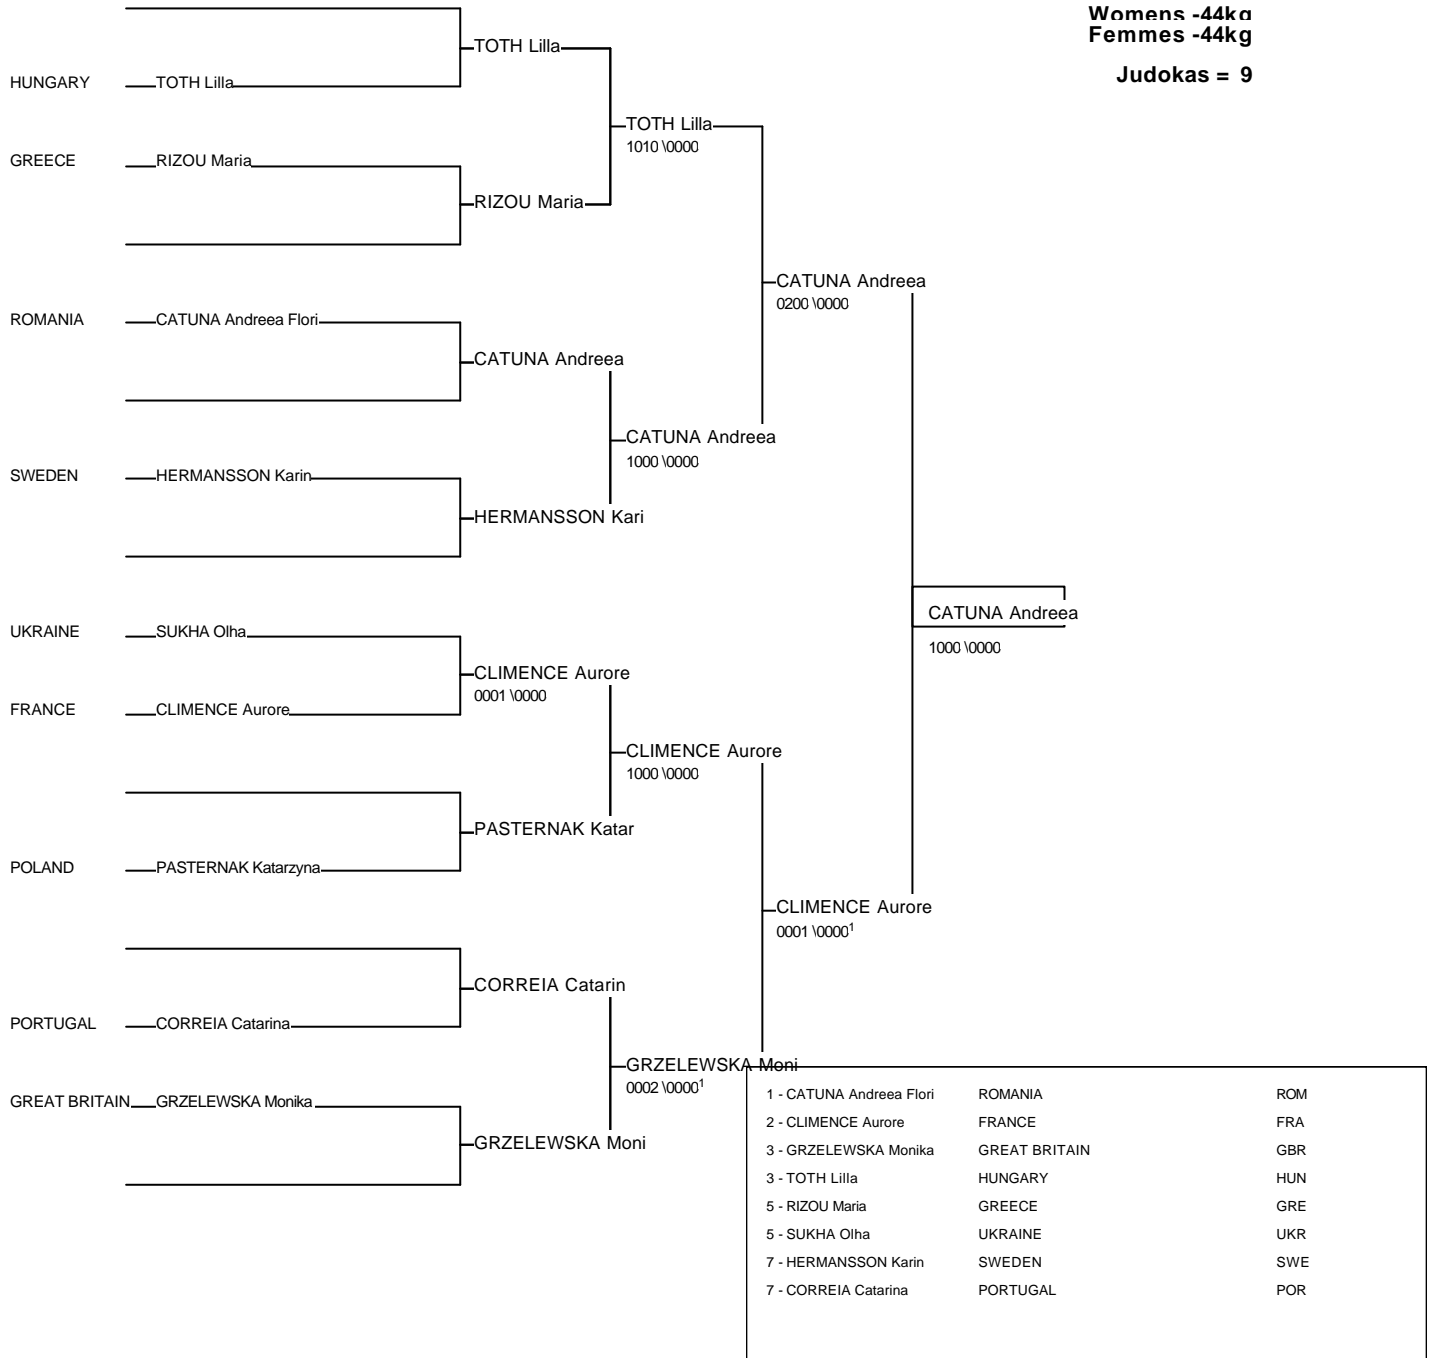 Womens -44kg
Femmes -44kg
Judokas = 9
TOTH Lilla
HUNGARY TOTH Lilla
TOTH Lilla
1010 \0000
GREECE RIZOU Maria
RIZOU Maria
CATUNA Andreea
0200 \0000
ROMANIA CATUNA Andreea Flori
CATUNA Andreea
CATUNA Andreea
1000 \0000
SWEDEN HERMANSSON Karin
HERMANSSON Kari
CATUNA Andreea
1000 \0000
UKRAINE SUKHA Olha
CLIMENCE Aurore
0001 \0000
FRANCE CLIMENCE Aurore
CLIMENCE Aurore
1000 \0000
PASTERNAK Katar
POLAND PASTERNAK Katarzyna
CLIMENCE Aurore
0001 \0000¹
CORREIA Catarin
PORTUGAL CORREIA Catarina
GRZELEWSKA Moni
0002 \0000¹
GREAT BRITAIN GRZELEWSKA Monika
GRZELEWSKA Moni
1 - CATUNA Andreea Flori ROMANIA ROM
2 - CLIMENCE Aurore FRANCE FRA
3 - GRZELEWSKA Monika GREAT BRITAIN GBR
3 - TOTH Lilla HUNGARY HUN
5 - RIZOU Maria GREECE GRE
5 - SUKHA Olha UKRAINE UKR
7 - HERMANSSON Karin SWEDEN SWE
7 - CORREIA Catarina PORTUGAL POR